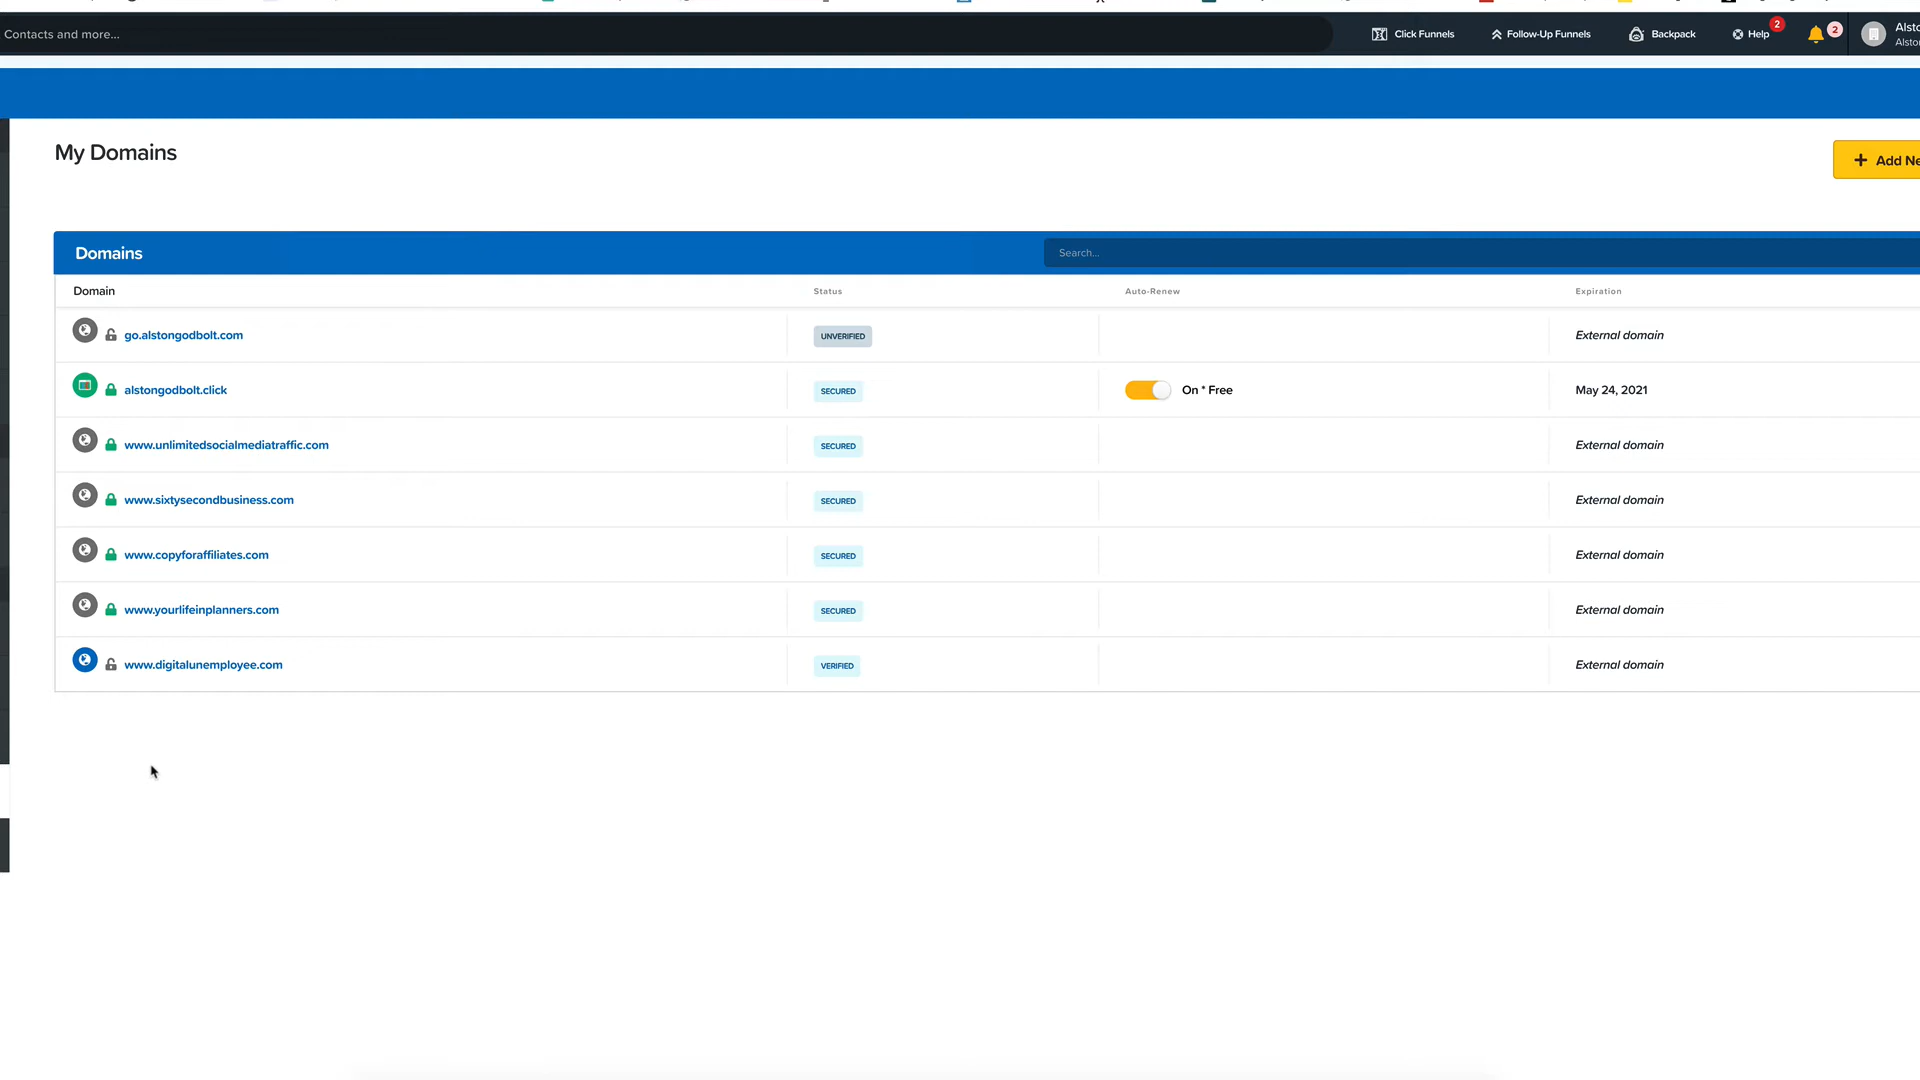 Contacts and more...
Click Funnels
Follow-Up Funnels
Backpack
Help
2
2
My Domains
Add
Domains
Search...
Domain Status Auto-Renew Expiration
go.alstongodbolt.com UNVERIFIED External domain
alstongodbolt.click SECURED On * Free May 24, 2021
www.unlimitedsocialmediatraffic.com SECURED External domain
www.sixtysecondbusiness.com SECURED External domain
www.copyforaffiliates.com SECURED External domain
www.yourlifeinplanners.com SECURED External domain
www.digitalunemployee.com VERIFIED External domain